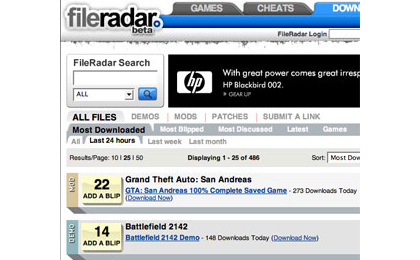 GAMES CHEATS DOWN
fileradar.
beta
FileRadar Login
FileRadar Search
ALL
hp
With great power comes great irresp
HP Blackbird 002.
> GEAR UP
ALL FILES DEMOS MODS PATCHES SUBMIT A LINK
Most Downloaded Most Blipped Most Discussed Latest Games
All Last 24 hours Last week Last month
Results/Page: 10 | 25 | 50 Displaying 1 - 25 of 486 Sort: Most Dow
MOD
22
ADD A BLIP
Grand Theft Auto: San Andreas
GTA: San Andreas 100% Complete Saved Game - 273 Downloads Today
(Download Now)
DEMO
14
ADD A BLIP
Battlefield 2142
Battlefield 2142 Demo - 148 Downloads Today (Download Now)